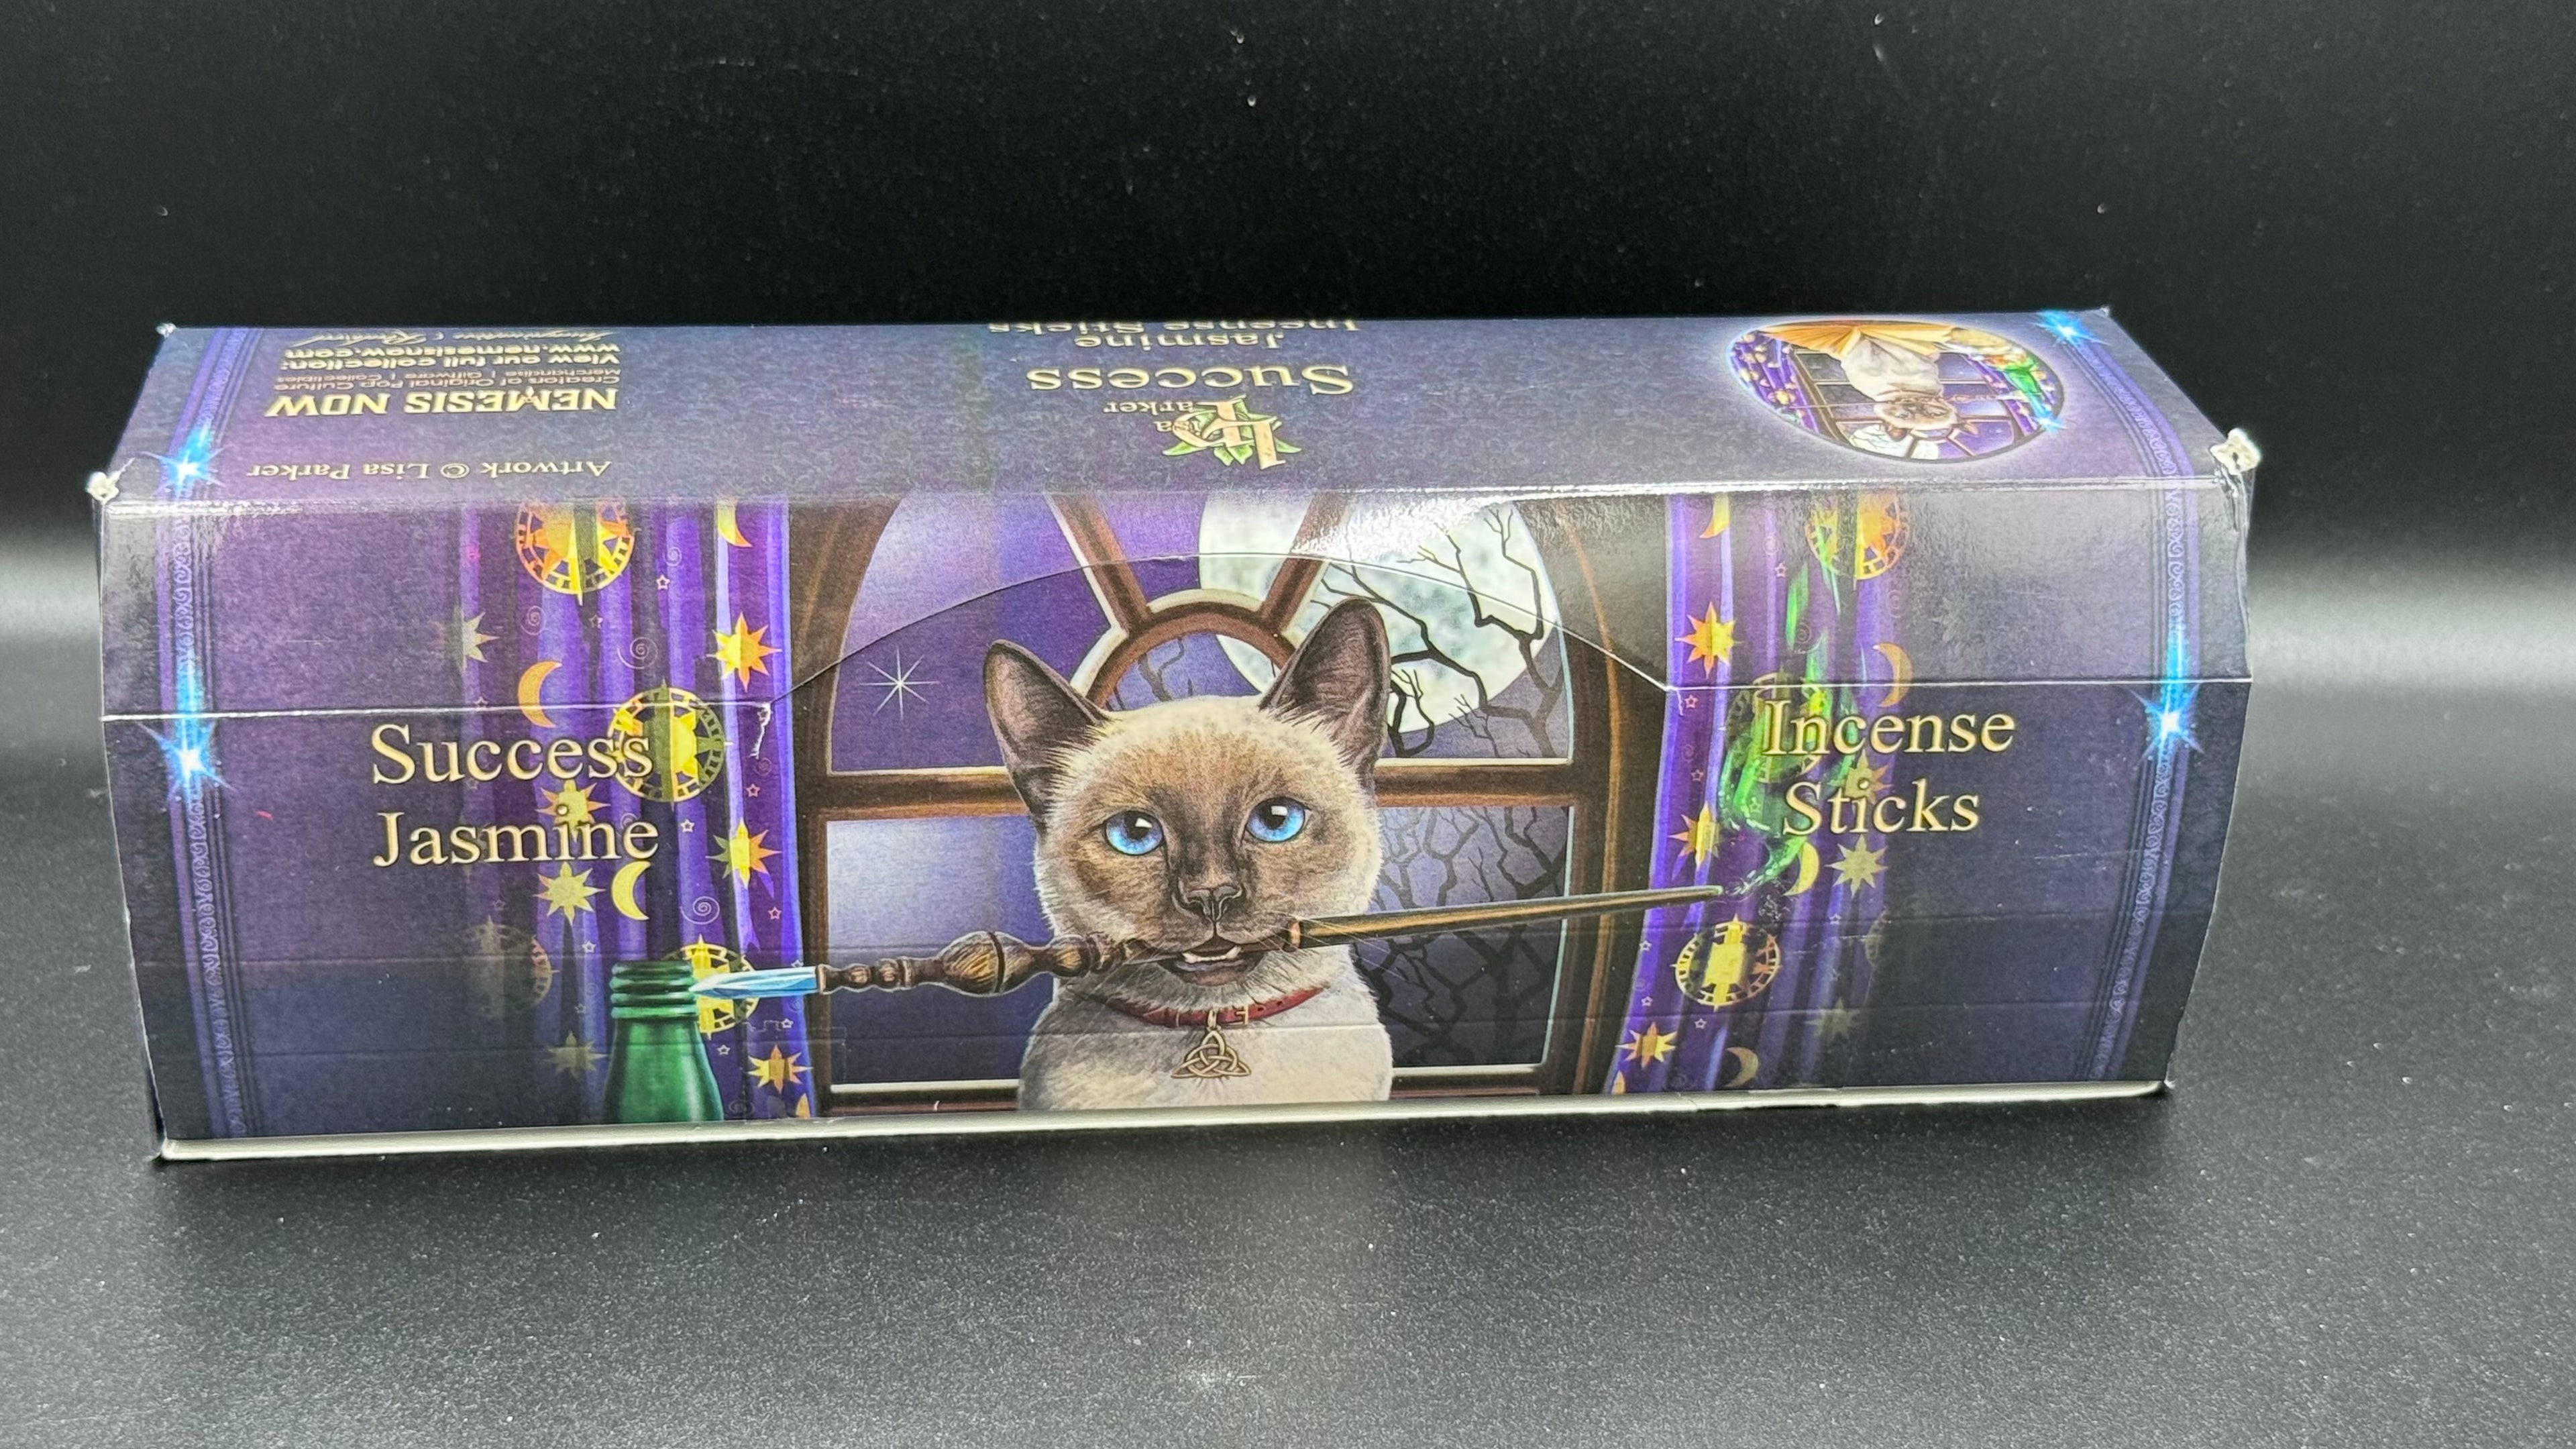 Artwork © Lisa Parker
NEMESIS NOW
Creators of Original Pop Culture
Merchandise | Giftware | Collectibles
View our full collection:
www.nemesisnow.com
Lisa
Parker
Success
Jasmine
Incense Sticks
Success
Jasmine
Incense
Sticks